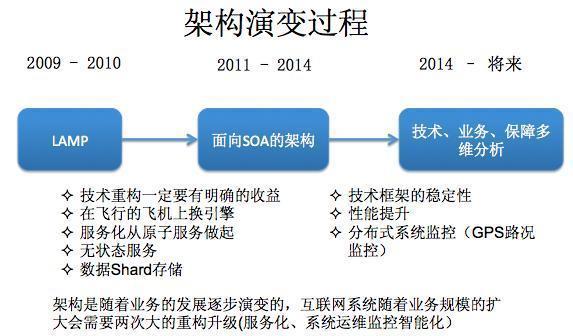 架构演变过程
2009 - 2010
2011 - 2014
2014 - 将来
LAMP
面向SOA的架构
技术、业务、保障多
维分析
✧ 技术重构一定要有明确的收益
✧ 在飞行的飞机上换引擎
✧ 服务化从原子服务做起
✧ 无状态服务
✧ 数据Shard存储
✧ 技术框架的稳定性
✧ 性能提升
✧ 分布式系统监控（GPS路况
监控）
架构是随着业务的发展逐步演变的，互联网系统随着业务规模的扩
大会需要两次大的重构升级(服务化、系统运维监控智能化）